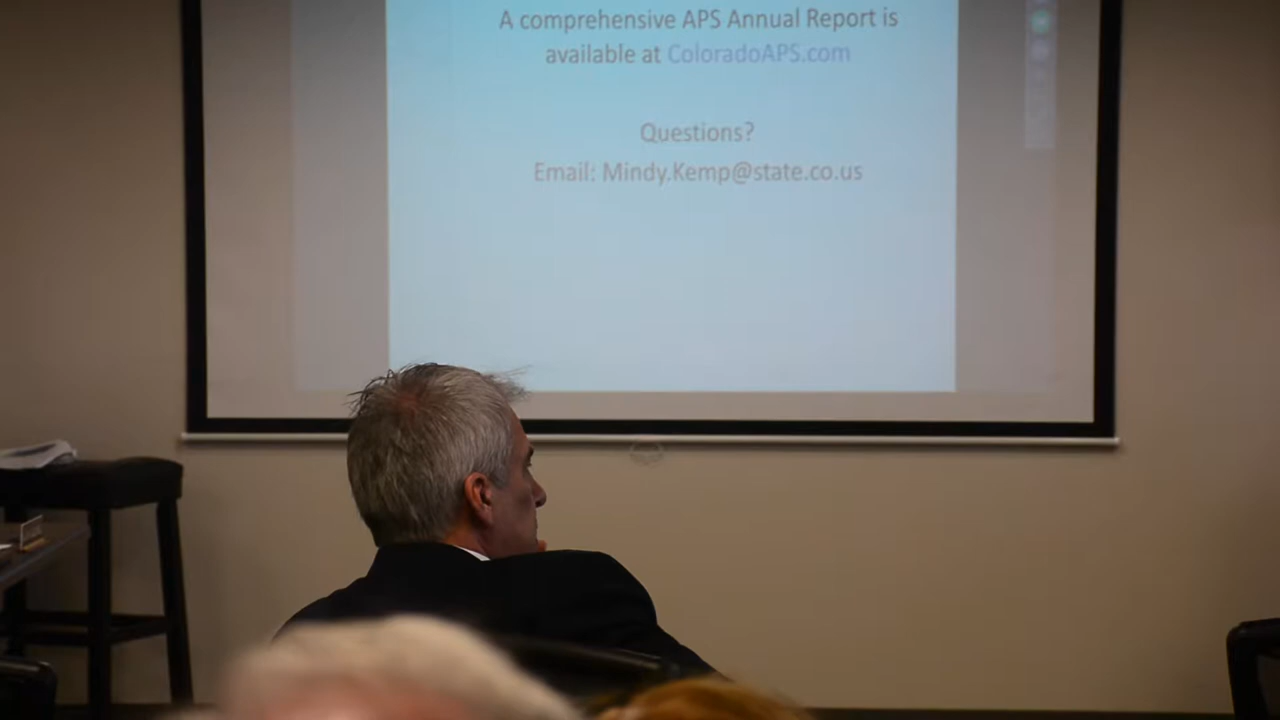 A comprehensive APS Annual Report is
available at ColoradoAPS.com
Questions?
Email: Mindy.Kemp@state.co.us